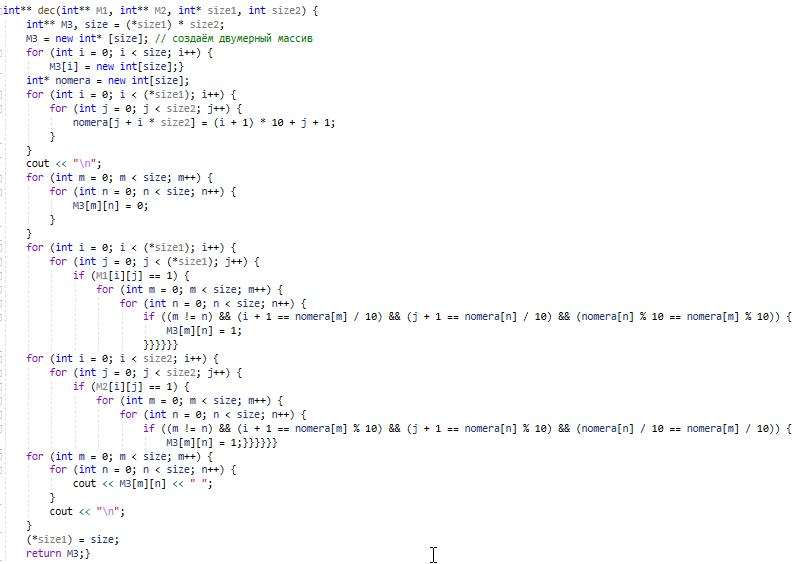 int** dec(int** M1, int** M2, int* size1, int size2) {
int** M3, size = (*size1) * size2;
M3 = new int* [size]; // создаём двумерный массив
for (int i = 0; i < size; i++) {
M3[i] = new int[size];}
int* nomera = new int[size];
for (int i = 0; i < (*size1); i++) {
for (int j = 0; j < size2; j++) {
nomera[j + i * size2] = (i + 1) * 10 + j + 1;
}
}
cout << "\n";
for (int m = 0; m < size; m++) {
for (int n = 0; n < size; n++) {
M3[m][n] = 0;
}
}
for (int i = 0; i < (*size1); i++) {
for (int j = 0; j < (*size1); j++) {
if (M1[i][j] == 1) {
for (int m = 0; m < size; m++) {
for (int n = 0; n < size; n++) {
if ((m != n) && (i + 1 == nomera[m] / 10) && (j + 1 == nomera[n] / 10) && (nomera[n] % 10 == nomera[m] % 10)) {
M3[m][n] = 1;
}}}}}}
for (int i = 0; i < size2; i++) {
for (int j = 0; j < size2; j++) {
if (M2[i][j] == 1) {
for (int m = 0; m < size; m++) {
for (int n = 0; n < size; n++) {
if ((m != n) && (i + 1 == nomera[m] % 10) && (j + 1 == nomera[n] % 10) && (nomera[n] / 10 == nomera[m] / 10)) {
M3[m][n] = 1;}}}}}}
for (int m = 0; m < size; m++) {
for (int n = 0; n < size; n++) {
cout << M3[m][n] << " ";
}
cout << "\n";
}
(*size1) = size;
return M3;}